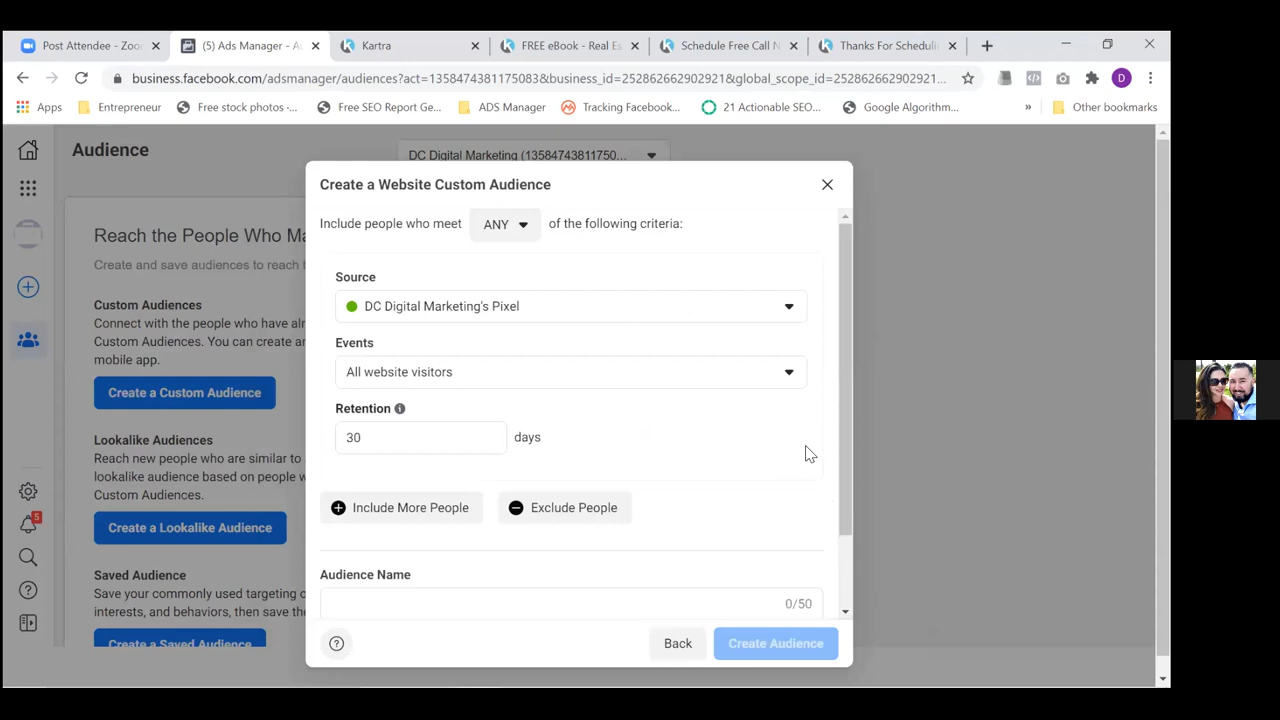 Post Attendee - Zoo
(5) Ads Manager - A
Kartra
FREE eBook - Real Es
Schedule Free Call N
Thanks For Schedulin
business.facebook.com/adsmanager/audiences?act=1358474381175083&business_id=252862662902921&global_scope_id=252862662902921...
D
Apps
Entrepreneur
Free stock photos -...
Free SEO Report Ge...
ADS Manager
Tracking Facebook...
21 Actionable SEO...
Google Algorithm...
»
Other bookmarks
Audience
DC Digital Marketing (13584743811750...
Reach the People Who Ma
Create and save audiences to reach t
Custom Audiences
Connect with the people who have alr
Custom Audiences. You can create an
mobile app.
Create a Custom Audience
Lookalike Audiences
Reach new people who are similar to
lookalike audience based on people w
Custom Audiences.
Create a Lookalike Audience
Saved Audience
Save your commonly used targeting o
interests, and behaviors, then save the
Create a Saved Audience
5
Create a Website Custom Audience
Include people who meet ANY of the following criteria:
Source
DC Digital Marketing's Pixel
Events
All website visitors
Retention
30 days
Include More People
Exclude People
Audience Name
0/50
Back
Create Audience